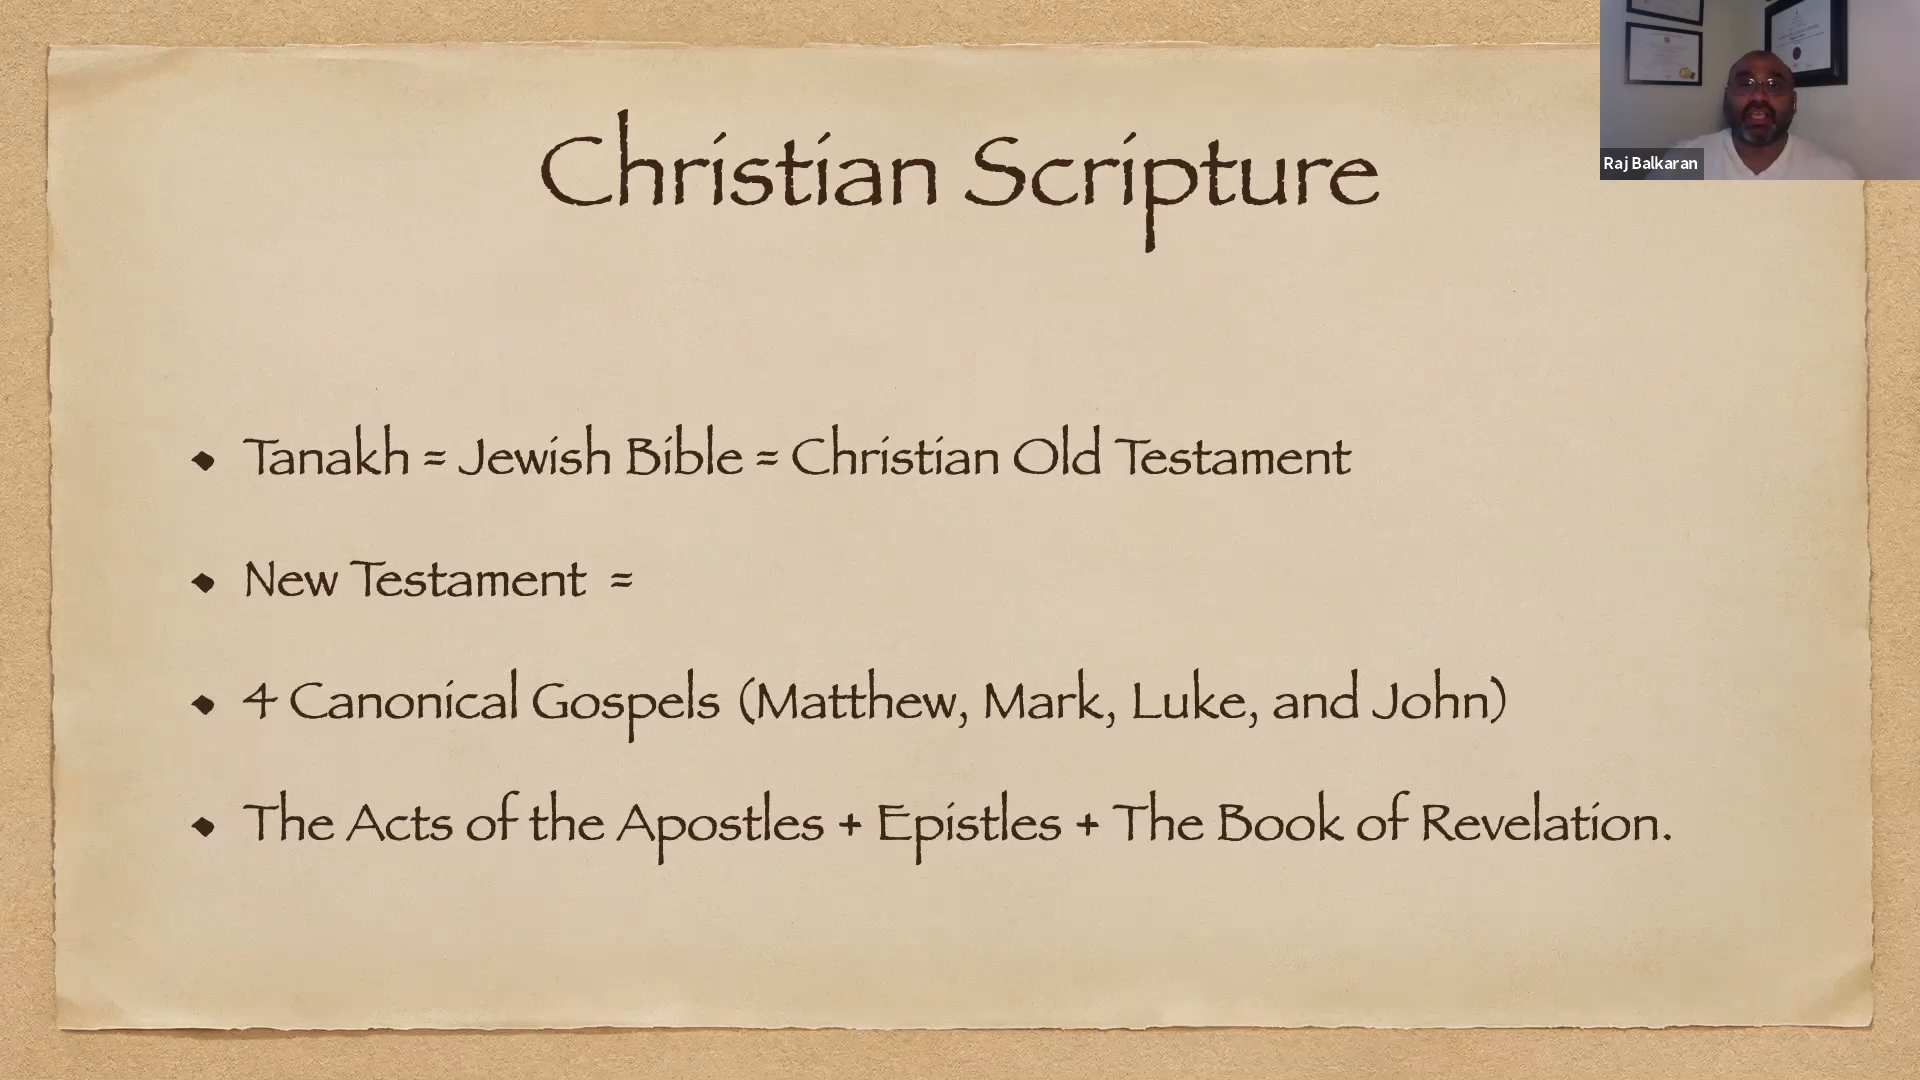 Christian Scripture
Raj Balkaran
Tanakh = Jewish Bible = Christian Old Testament
New Testament =
4 Canonical Gospels (Matthew, Mark, Luke, and John)
The Acts of the Apostles + Epistles + The Book of Revelation.